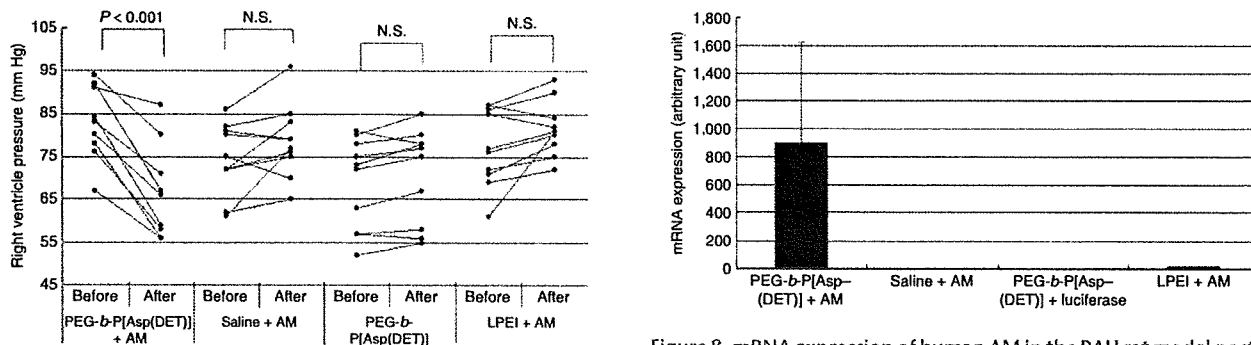 P < 0.001
N.S.
N.S.
N.S.
Right ventricle pressure (mm Hg)
105
95
85
75
65
55
45
Before After Before After Before After Before After
PEG-b-P[Asp(DET)] + AM
Saline + AM
PEG-b-P[Asp(DET)]
LPEI + AM
mRNA expression (arbitrary unit)
1,800
1,600
1,400
1,200
1.000
800
600
400
200
0
PEG-b-P[Asp–(DET)] + AM
Saline + AM
PEG-b-P[Asp–(DET)] + luciferase
LPEI + AM